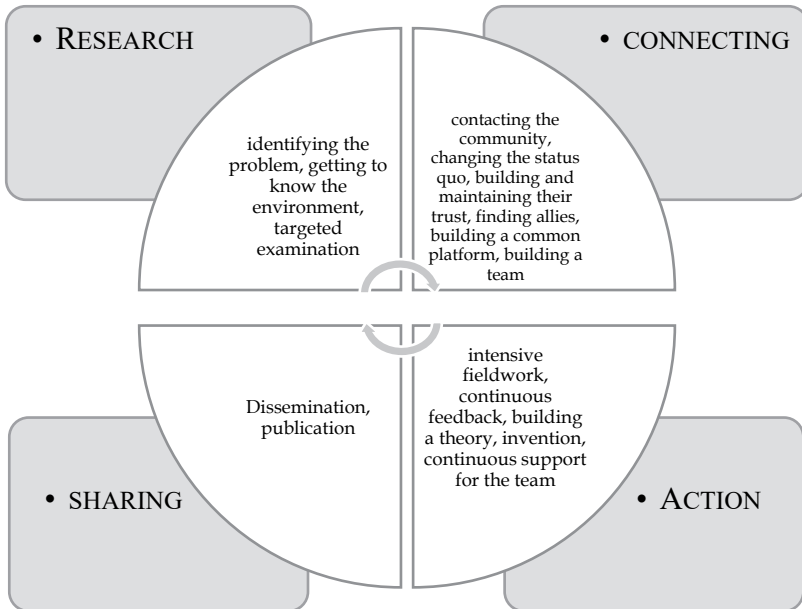 • RESEARCH
identifying the
problem, getting to
know the
environment,
targeted
examination
• CONNECTING
contacting the
community,
changing the status
quo, building and
maintaining their
trust, finding allies,
building a common
platform, building a
team
• SHARING
Dissemination,
publication
• ACTION
intensive
fieldwork,
continuous
feedback, building
a theory, invention,
continuous support
for the team